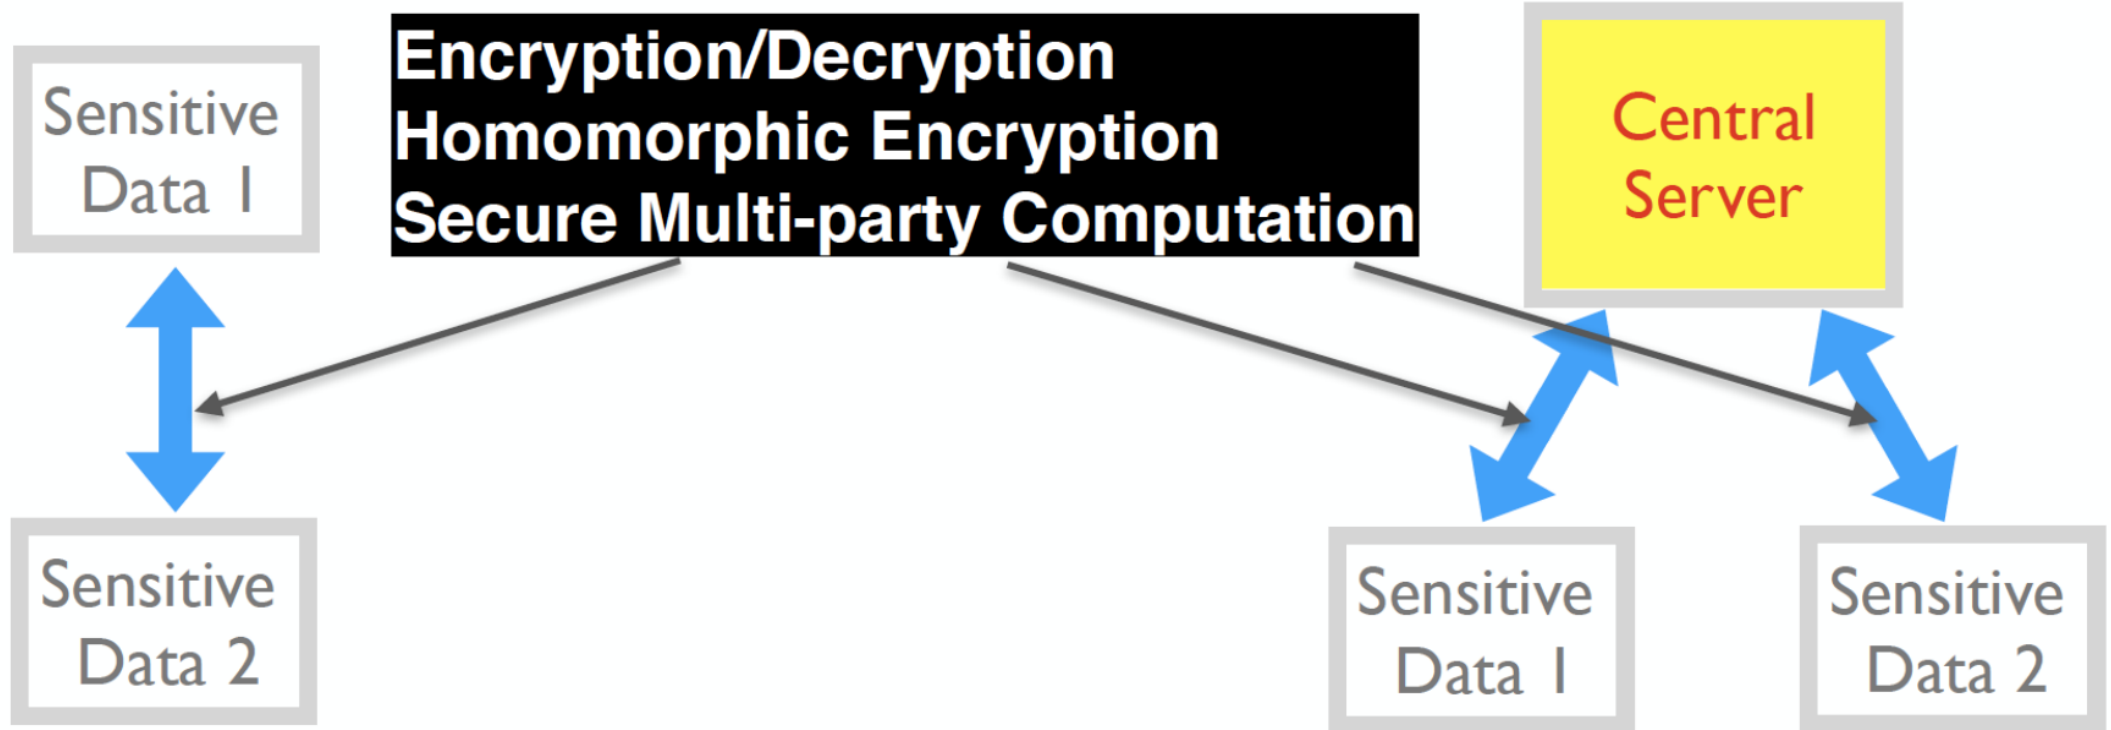 Sensitive
Data 1
Encryption/Decryption
Homomorphic Encryption
Secure Multi-party Computation
Central
Server
Sensitive
Data 2
Sensitive
Data 1
Sensitive
Data 2